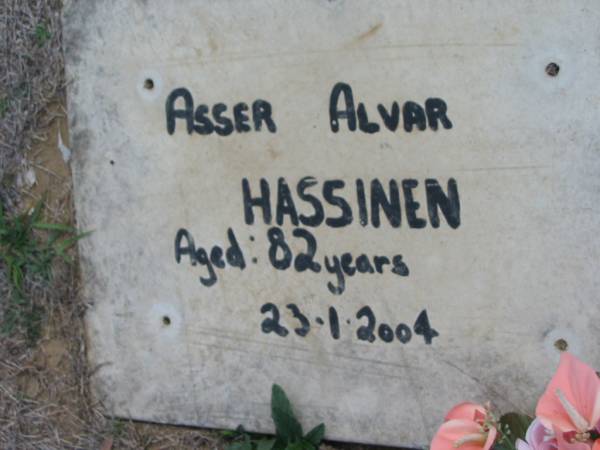 ASSER ALVAR
HASSINEN
Aged: 82 years
23.1.2004